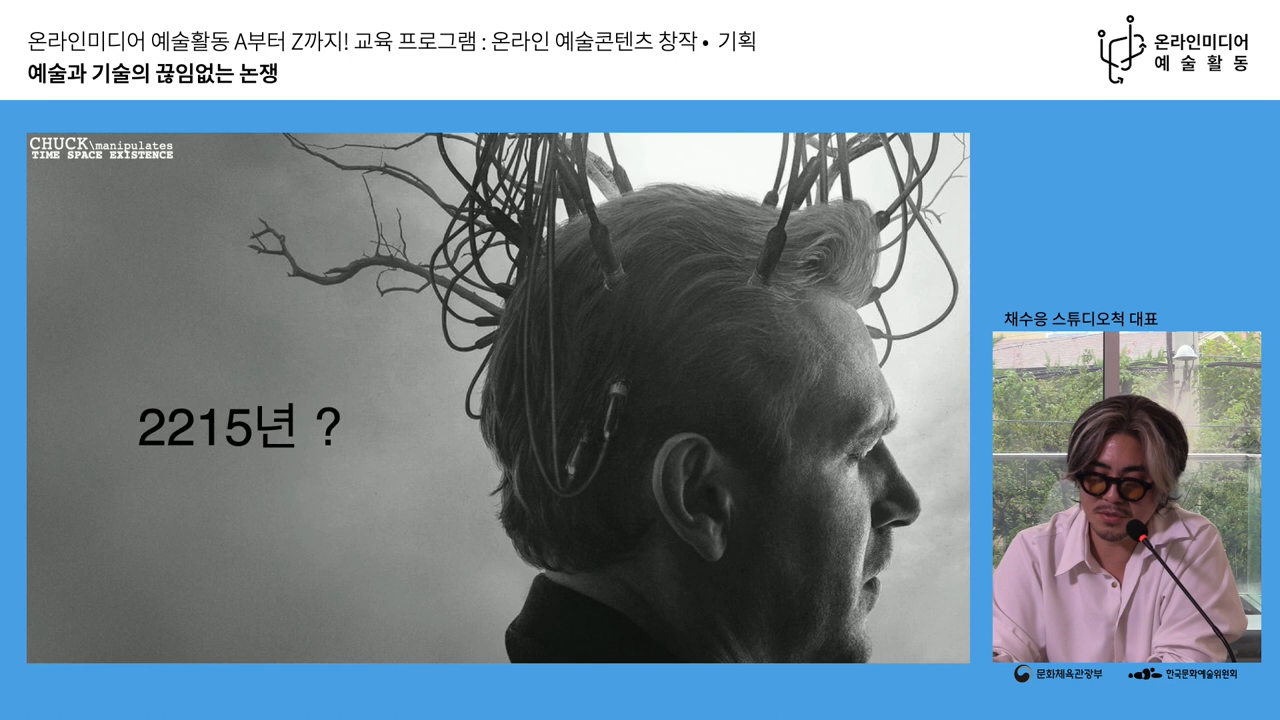 온라인미디어 예술활동 A부터 Z까지! 교육 프로그램 : 온라인 예술콘텐츠 창작 • 기획
예술과 기술의 끊임없는 논쟁
온라인미디어
예 술 활 동
CHUCK\manipulates
TIME SPACE EXISTENCE
2215년 ?
채수응 스튜디오척 대표
문화체육관광부
한국문화예술위원회